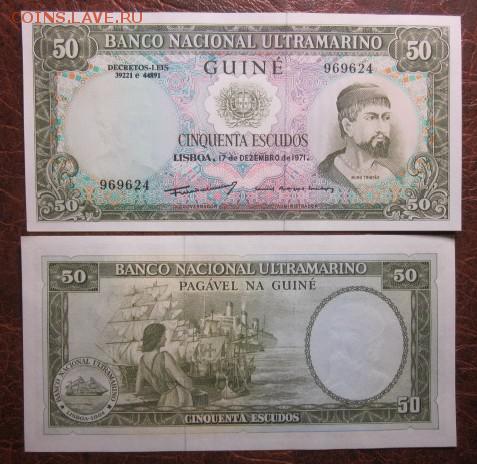 coins.LAVE.RU
50 BANCO NACIONAL ULTRAMARINO 50
DECRETOS-LEIS
39221 e 44891
GUINÉ
969624
CINQUENTA ESCUDOS
LISBOA, 17 de DEZEMBRO de 1971.
969624
NUNO TRISTÃO
50 50
50 BANCO NACIONAL ULTRAMARINO 50
PAGÁVEL NA GUINÉ
BANCO NACIONAL ULTRAMARINO
LISBOA-1864
CINQUENTA ESCUDOS
50